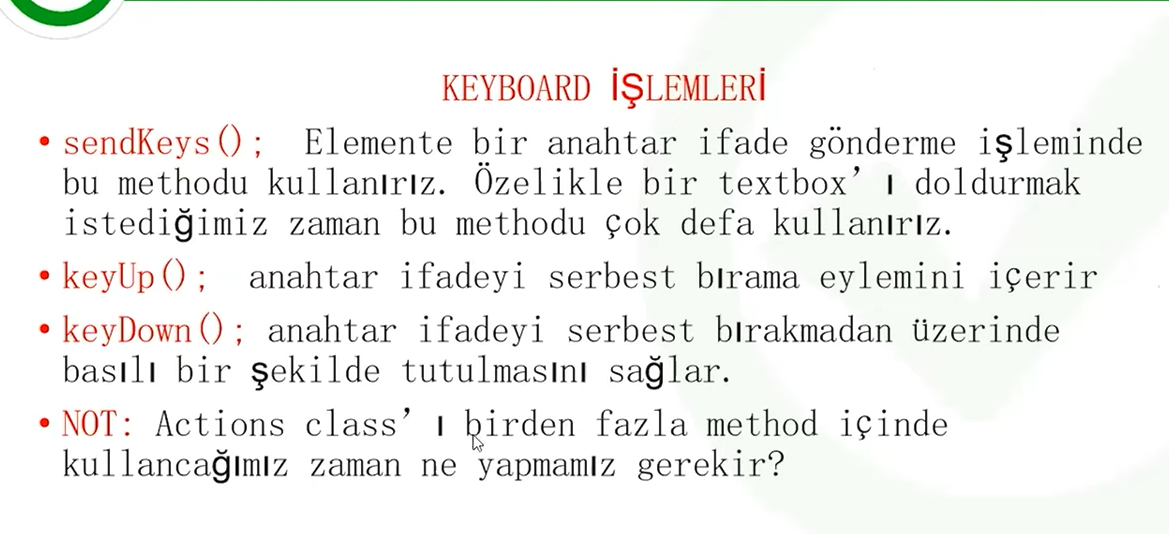 KEYBOARD İŞLEMLERİ
• sendKeys(); Elemente bir anahtar ifade gönderme işleminde
bu methodu kullanırız. Özelikle bir textbox’ ı doldurmak
istediğimiz zaman bu methodu çok defa kullanırız.
• keyUp(); anahtar ifadeyi serbest bırama eylemini içerir
• keyDown(); anahtar ifadeyi serbest bırakmadan üzerinde
basılı bir şekilde tutulmasını sağlar.
• NOT: Actions class’ ı birden fazla method içinde
kullancağımız zaman ne yapmamız gerekir?